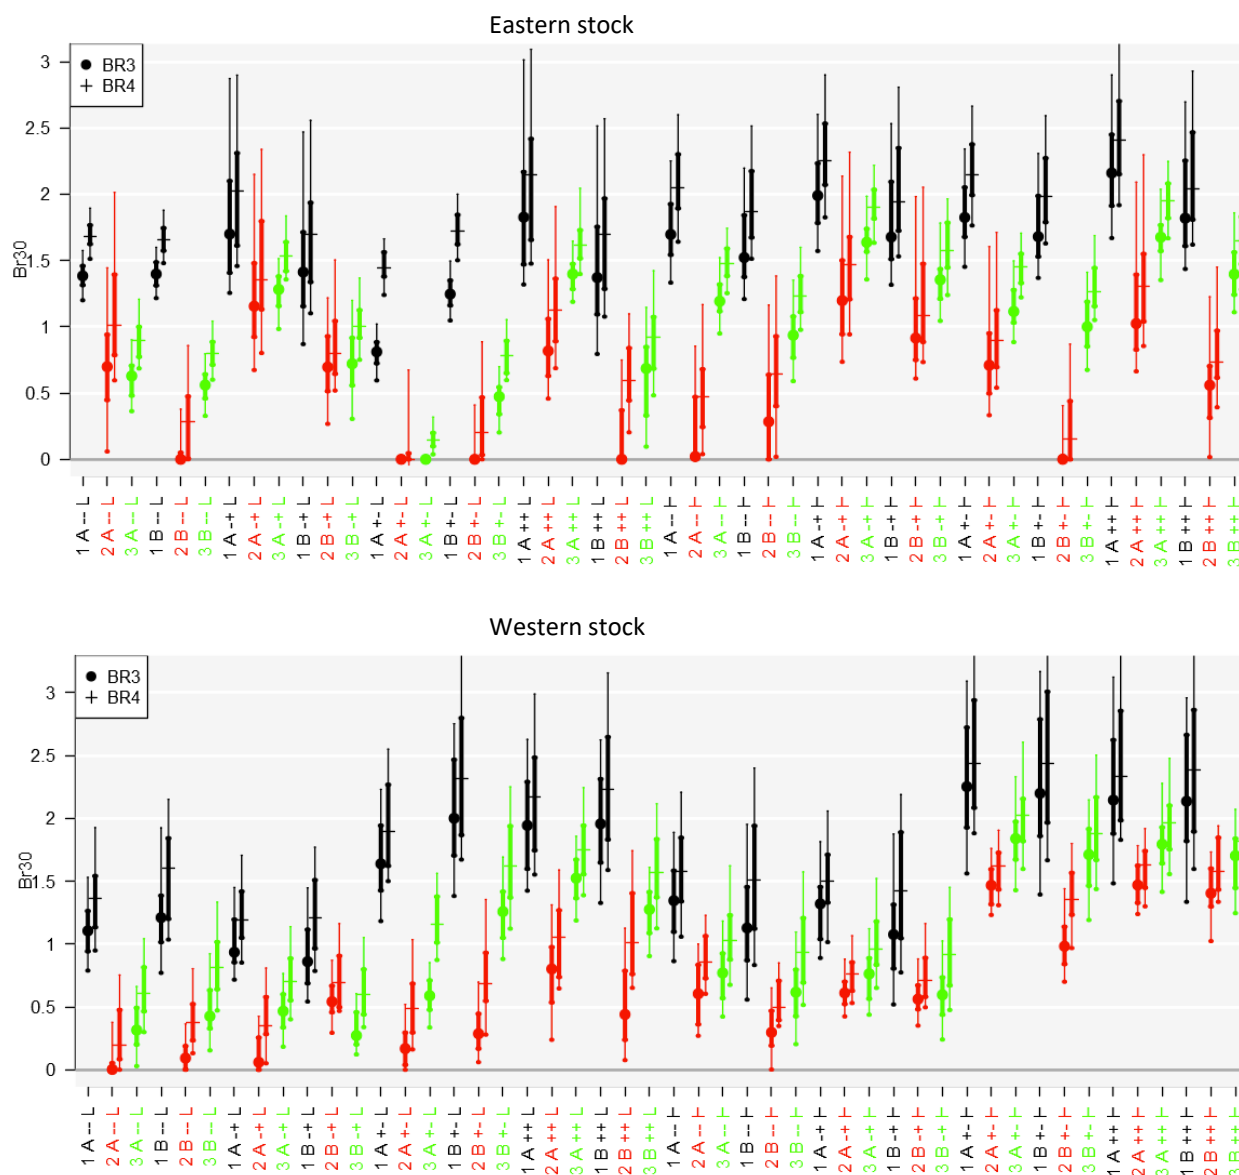 Eastern stock
BR3
BR4
Br30
3
2.5
2
1.5
1
0.5
0
1 A -- L
2 A -- L
3 A -- L
1 B -- L
2 B -- L
3 B -- L
1 A -+ L
2 A -+ L
3 A -+ L
1 B -+ L
2 B -+ L
3 B -+ L
1 A +- L
2 A +- L
3 A +- L
1 B +- L
2 B +- L
3 B +- L
1 A ++ L
2 A ++ L
3 A ++ L
1 B ++ L
2 B ++ L
3 B ++ L
1 A -- H
2 A -- H
3 A -- H
1 B -- H
2 B -- H
3 B -- H
1 A -+ H
2 A -+ H
3 A -+ H
1 B -+ H
2 B -+ H
3 B -+ H
1 A +- H
2 A +- H
3 A +- H
1 B +- H
2 B +- H
3 B +- H
1 A ++ H
2 A ++ H
3 A ++ H
1 B ++ H
2 B ++ H
3 B ++ H
Western stock
BR3
BR4
Br30
3
2.5
2
1.5
1
0.5
0
1 A -- L
2 A -- L
3 A -- L
1 B -- L
2 B -- L
3 B -- L
1 A -+ L
2 A -+ L
3 A -+ L
1 B -+ L
2 B -+ L
3 B -+ L
1 A +- L
2 A +- L
3 A +- L
1 B +- L
2 B +- L
3 B +- L
1 A ++ L
2 A ++ L
3 A ++ L
1 B ++ L
2 B ++ L
3 B ++ L
1 A -- H
2 A -- H
3 A -- H
1 B -- H
2 B -- H
3 B -- H
1 A -+ H
2 A -+ H
3 A -+ H
1 B -+ H
2 B -+ H
3 B -+ H
1 A +- H
2 A +- H
3 A +- H
1 B +- H
2 B +- H
3 B +- H
1 A ++ H
2 A ++ H
3 A ++ H
1 B ++ H
2 B ++ H
3 B ++ H